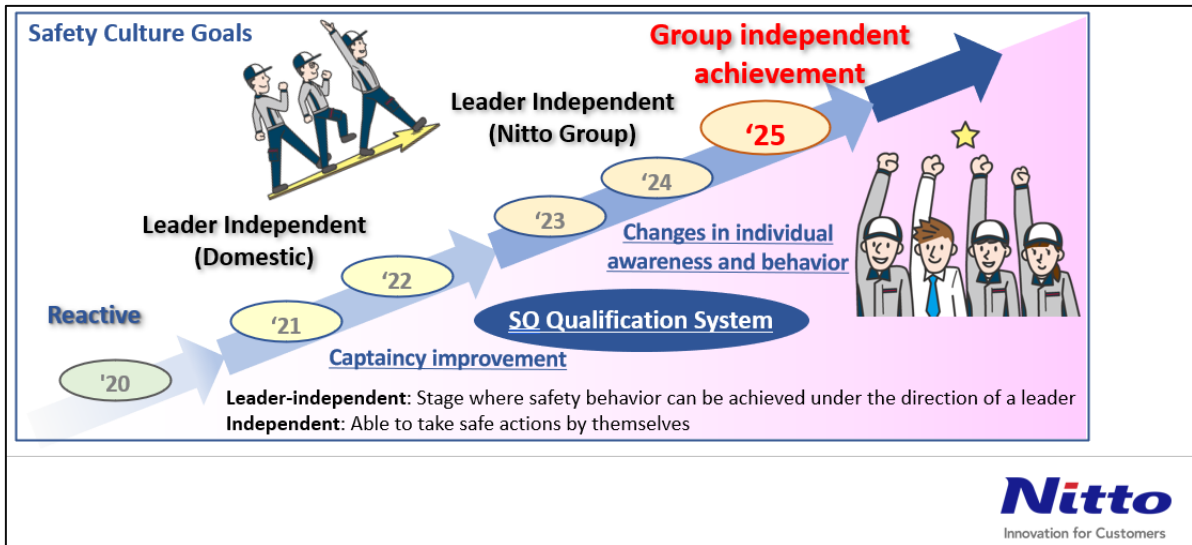 Safety Culture Goals
Group independent
achievement
Leader Independent
(Nitto Group)
'25
'24
'23
Leader Independent
(Domestic)
Changes in individual
awareness and behavior
'22
Reactive
'21
SQ Qualification System
Captaincy improvement
'20
Leader-independent: Stage where safety behavior can be achieved under the direction of a leader
Independent: Able to take safe actions by themselves
Nitto
Innovation for Customers